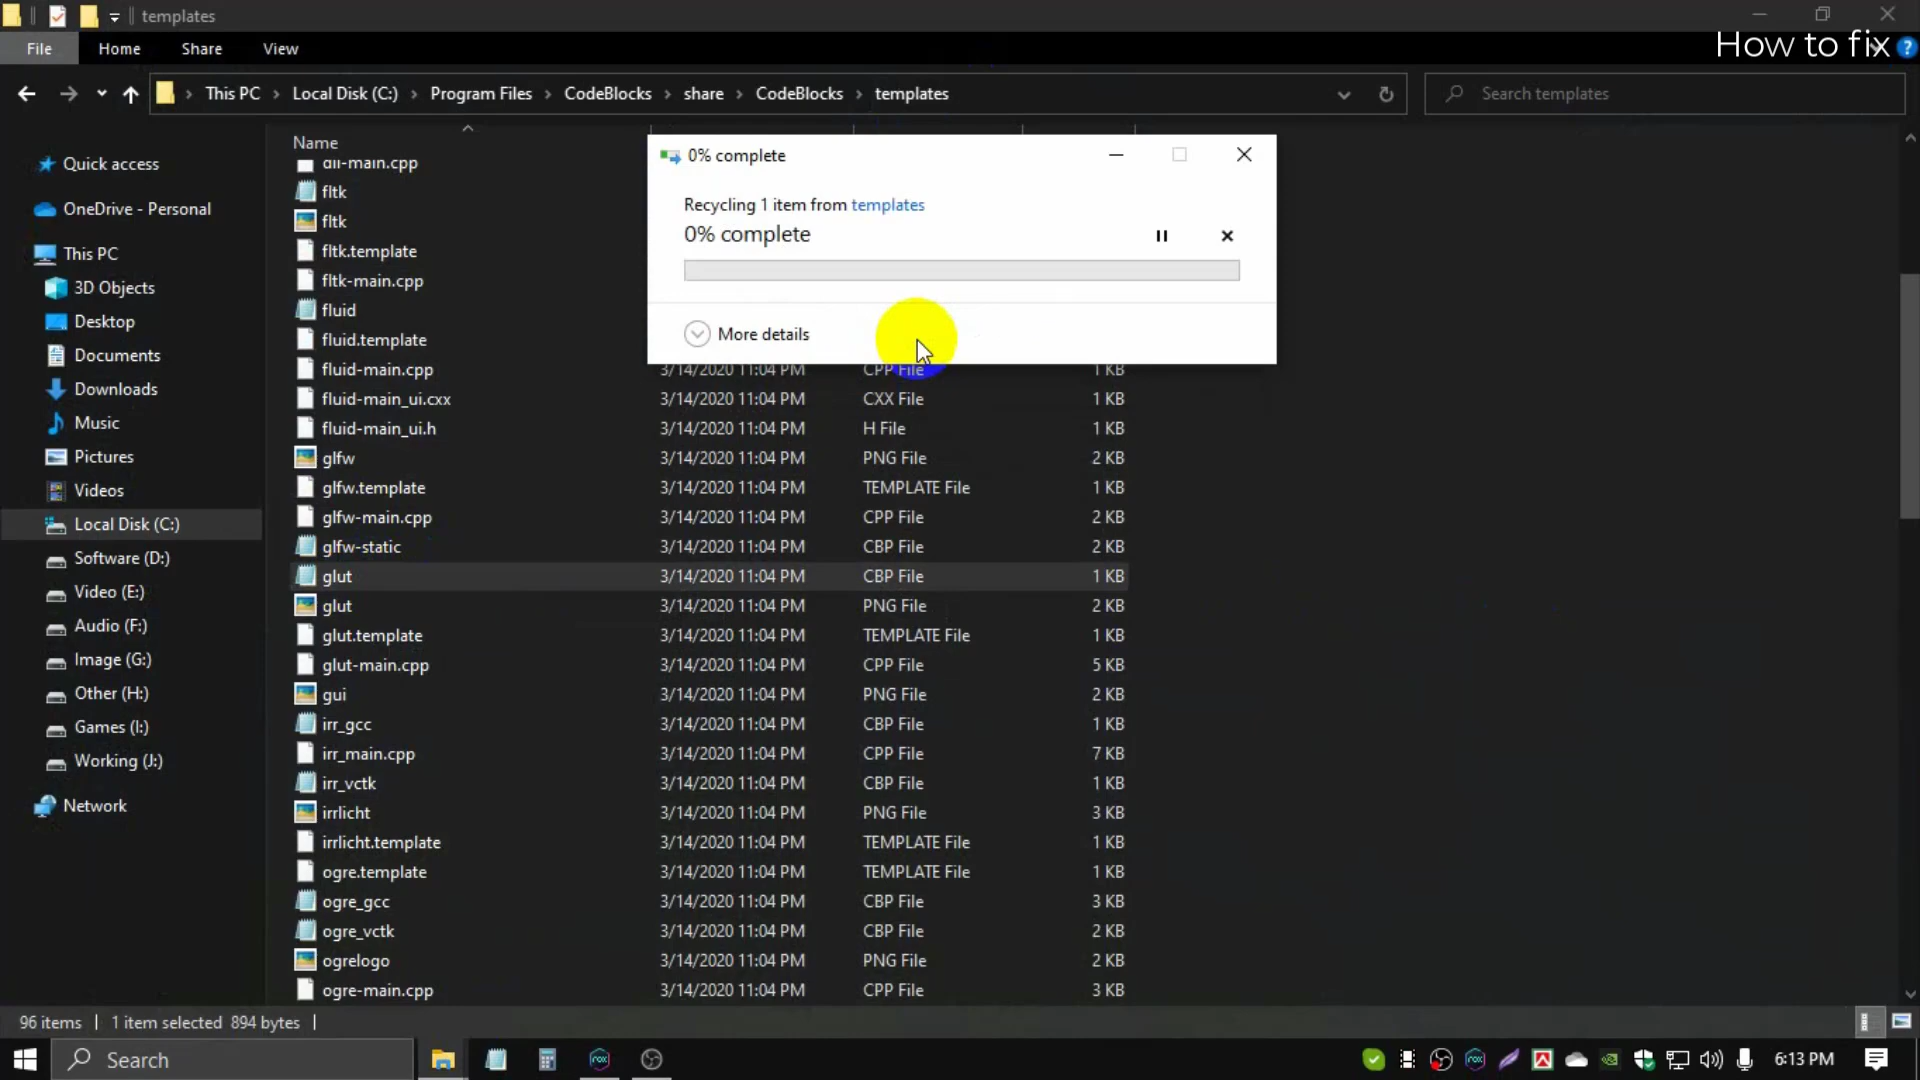 templates
File Home Share View
How to fix
This PC > Local Disk (C:) > Program Files > CodeBlocks > share > CodeBlocks > templates
Search templates
Quick access
OneDrive - Personal
This PC
3D Objects
Desktop
Documents
Downloads
Music
Pictures
Videos
Local Disk (C:)
Software (D:)
Video (E:)
Audio (F:)
Image (G:)
Other (H:)
Games (I:)
Working (J:)
Network
Name
dll-main.cpp
fltk
fltk
fltk.template
fltk-main.cpp
fluid
fluid.template
fluid-main.cpp 3/14/2020 11:04 PM CPP File 1 KB
fluid-main_ui.cxx 3/14/2020 11:04 PM CXX File 1 KB
fluid-main_ui.h 3/14/2020 11:04 PM H File 1 KB
glfw 3/14/2020 11:04 PM PNG File 2 KB
glfw.template 3/14/2020 11:04 PM TEMPLATE File 1 KB
glfw-main.cpp 3/14/2020 11:04 PM CPP File 2 KB
glfw-static 3/14/2020 11:04 PM CBP File 2 KB
glut 3/14/2020 11:04 PM CBP File 1 KB
glut 3/14/2020 11:04 PM PNG File 2 KB
glut.template 3/14/2020 11:04 PM TEMPLATE File 1 KB
glut-main.cpp 3/14/2020 11:04 PM CPP File 5 KB
gui 3/14/2020 11:04 PM PNG File 2 KB
irr_gcc 3/14/2020 11:04 PM CBP File 1 KB
irr_main.cpp 3/14/2020 11:04 PM CPP File 7 KB
irr_vctk 3/14/2020 11:04 PM CBP File 1 KB
irrlicht 3/14/2020 11:04 PM PNG File 3 KB
irrlicht.template 3/14/2020 11:04 PM TEMPLATE File 1 KB
ogre.template 3/14/2020 11:04 PM TEMPLATE File 1 KB
ogre_gcc 3/14/2020 11:04 PM CBP File 3 KB
ogre_vctk 3/14/2020 11:04 PM CBP File 2 KB
ogrelogo 3/14/2020 11:04 PM PNG File 2 KB
ogre-main.cpp 3/14/2020 11:04 PM CPP File 3 KB
0% complete
Recycling 1 item from templates
0% complete
More details
96 items | 1 item selected 894 bytes |
Search
6:13 PM